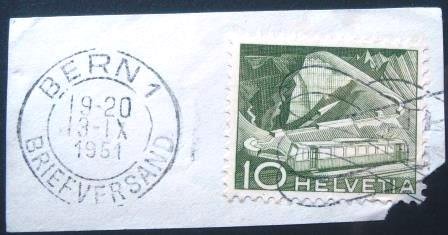 BERN 1
19-20
13-IX
1951
BRIEFVERSAND
10 HELVETIA